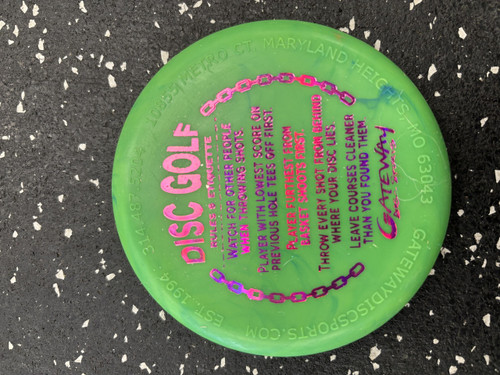 DISC GOLF
RULES & ETIQUETTE
WATCH FOR OTHER PEOPLE
WHEN THROWING SHOTS.
PLAYER WITH LOWEST SCORE ON
PREVIOUS HOLE TEES OFF FIRST.
PLAYER FURTHEST FROM
BASKET SHOOTS FIRST.
THROW EVERY SHOT FROM BEHIND
WHERE YOUR DISC LIES.
LEAVE COURSES CLEANER
THAN YOU FOUND THEM
GATEWAY
METRO CT. MARYLAND HEIGHTS - MO 63043
GATEWAYDISCSPORTS.COM
EST. 1994